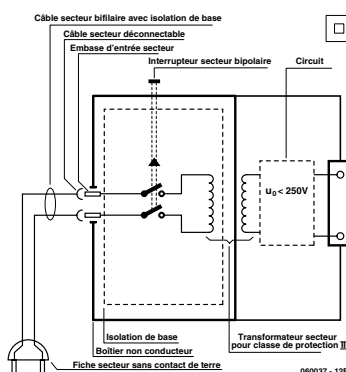 Câble secteur bifilaire avec isolation de base
Câble secteur déconnectable
Embase d'entrée secteur
Interrupteur secteur bipolaire
Circuit
u0 < 250V
Isolation de base
Boîtier non conducteur
Fiche secteur sans contact de terre
Transformateur secteur
pour classe de protection II